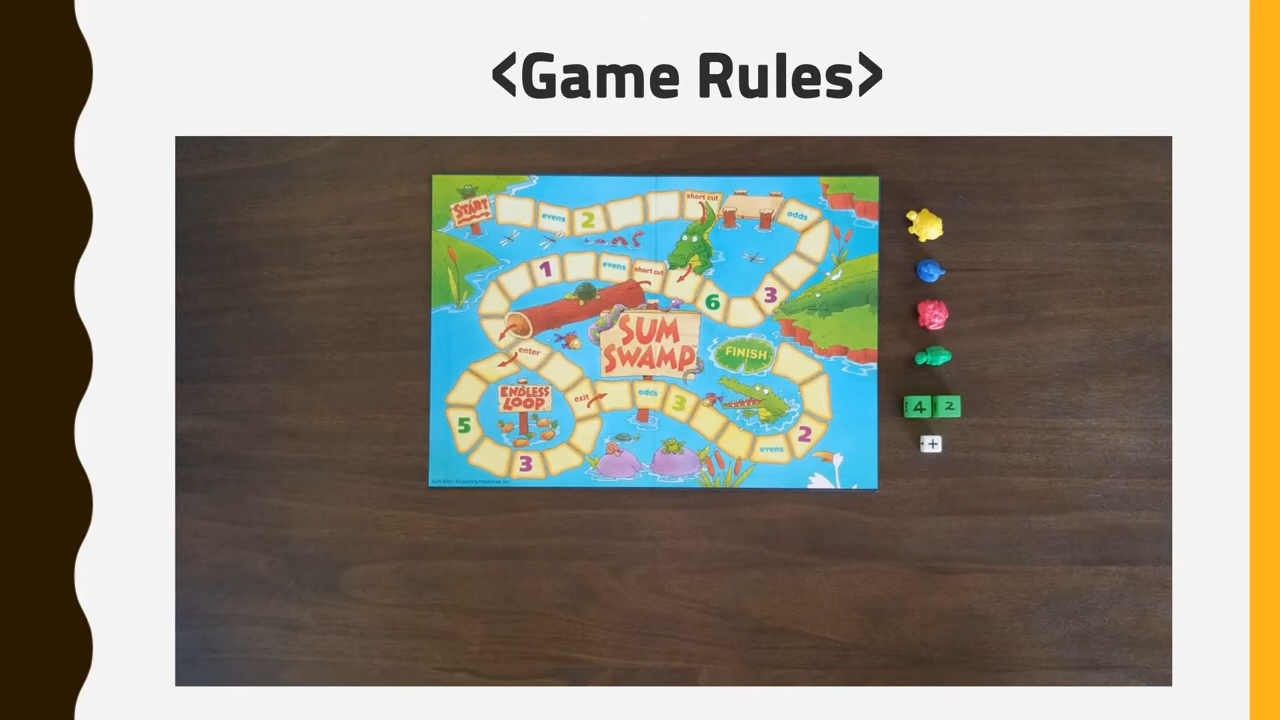 <Game Rules>
START
evens
2
short cut
odds
1
evens
short cut
6
3
SUM
SWAMP
FINISH
enter
ENDLESS
LOOP
exit
odds
3
5
2
evens
3
4 2
+